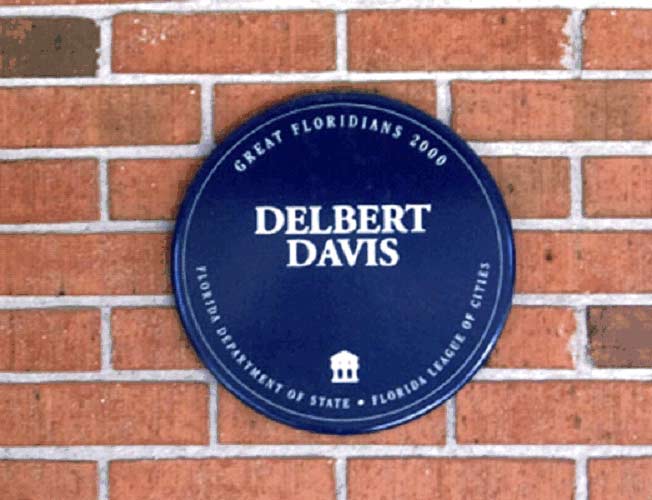 GREAT FLORIDIANS 2000
DELBERT
DAVIS
FLORIDA DEPARTMENT OF STATE • FLORIDA LEAGUE OF CITIES